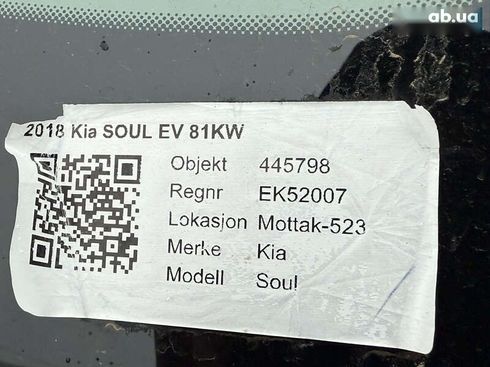 ab.ua
2018 Kia SOUL EV 81KW
Objekt 445798
Regnr EK52007
Lokasjon Mottak-523
Merke Kia
Modell Soul